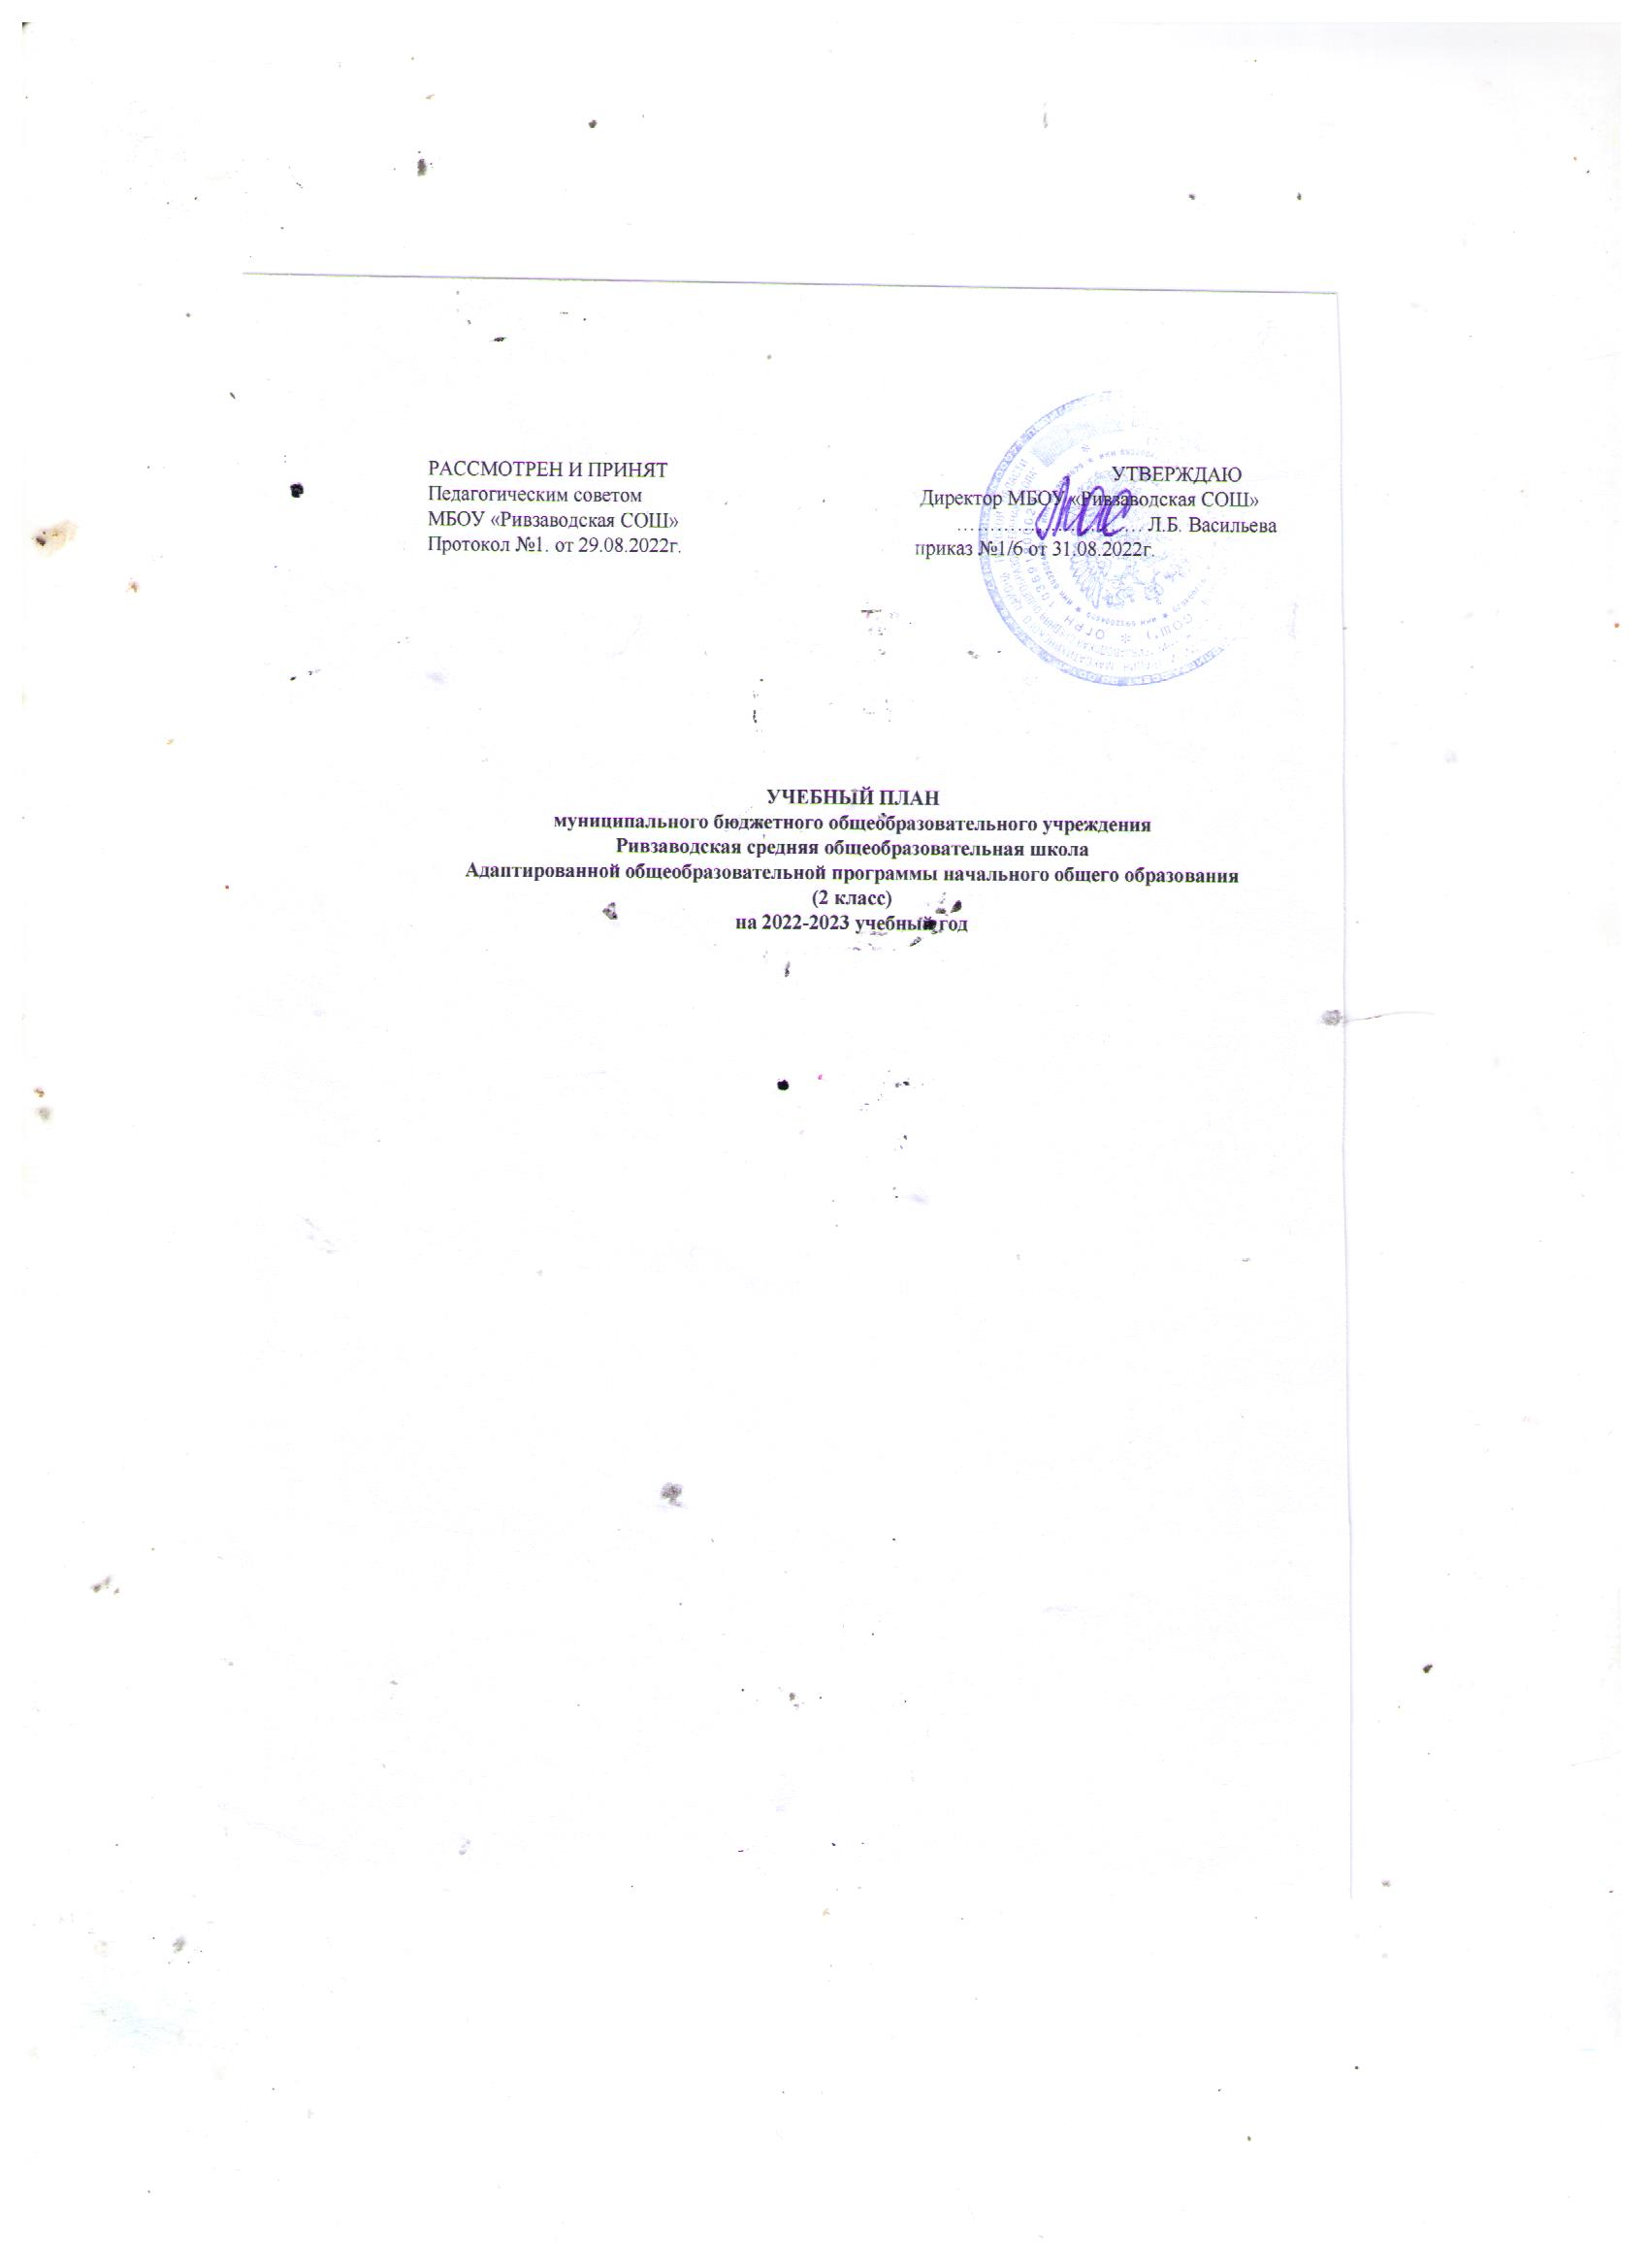 РАССМОТРЕН И ПРИНЯТ
Педагогическим советом
МБОУ «Ривзаводская СОШ»
Протокол №1. от 29.08.2022г.
УТВЕРЖДАЮ
Директор МБОУ «Ривзаводская СОШ»
Л.Б. Васильева
приказ №1/6 от 31.08.2022г.
УЧЕБНЫЙ ПЛАН
муниципального бюджетного общеобразовательного учреждения
Ривзаводская средняя общеобразовательная школа
Адаптированной общеобразовательной программы начального общего образования
(2 класс)
на 2022-2023 учебный год